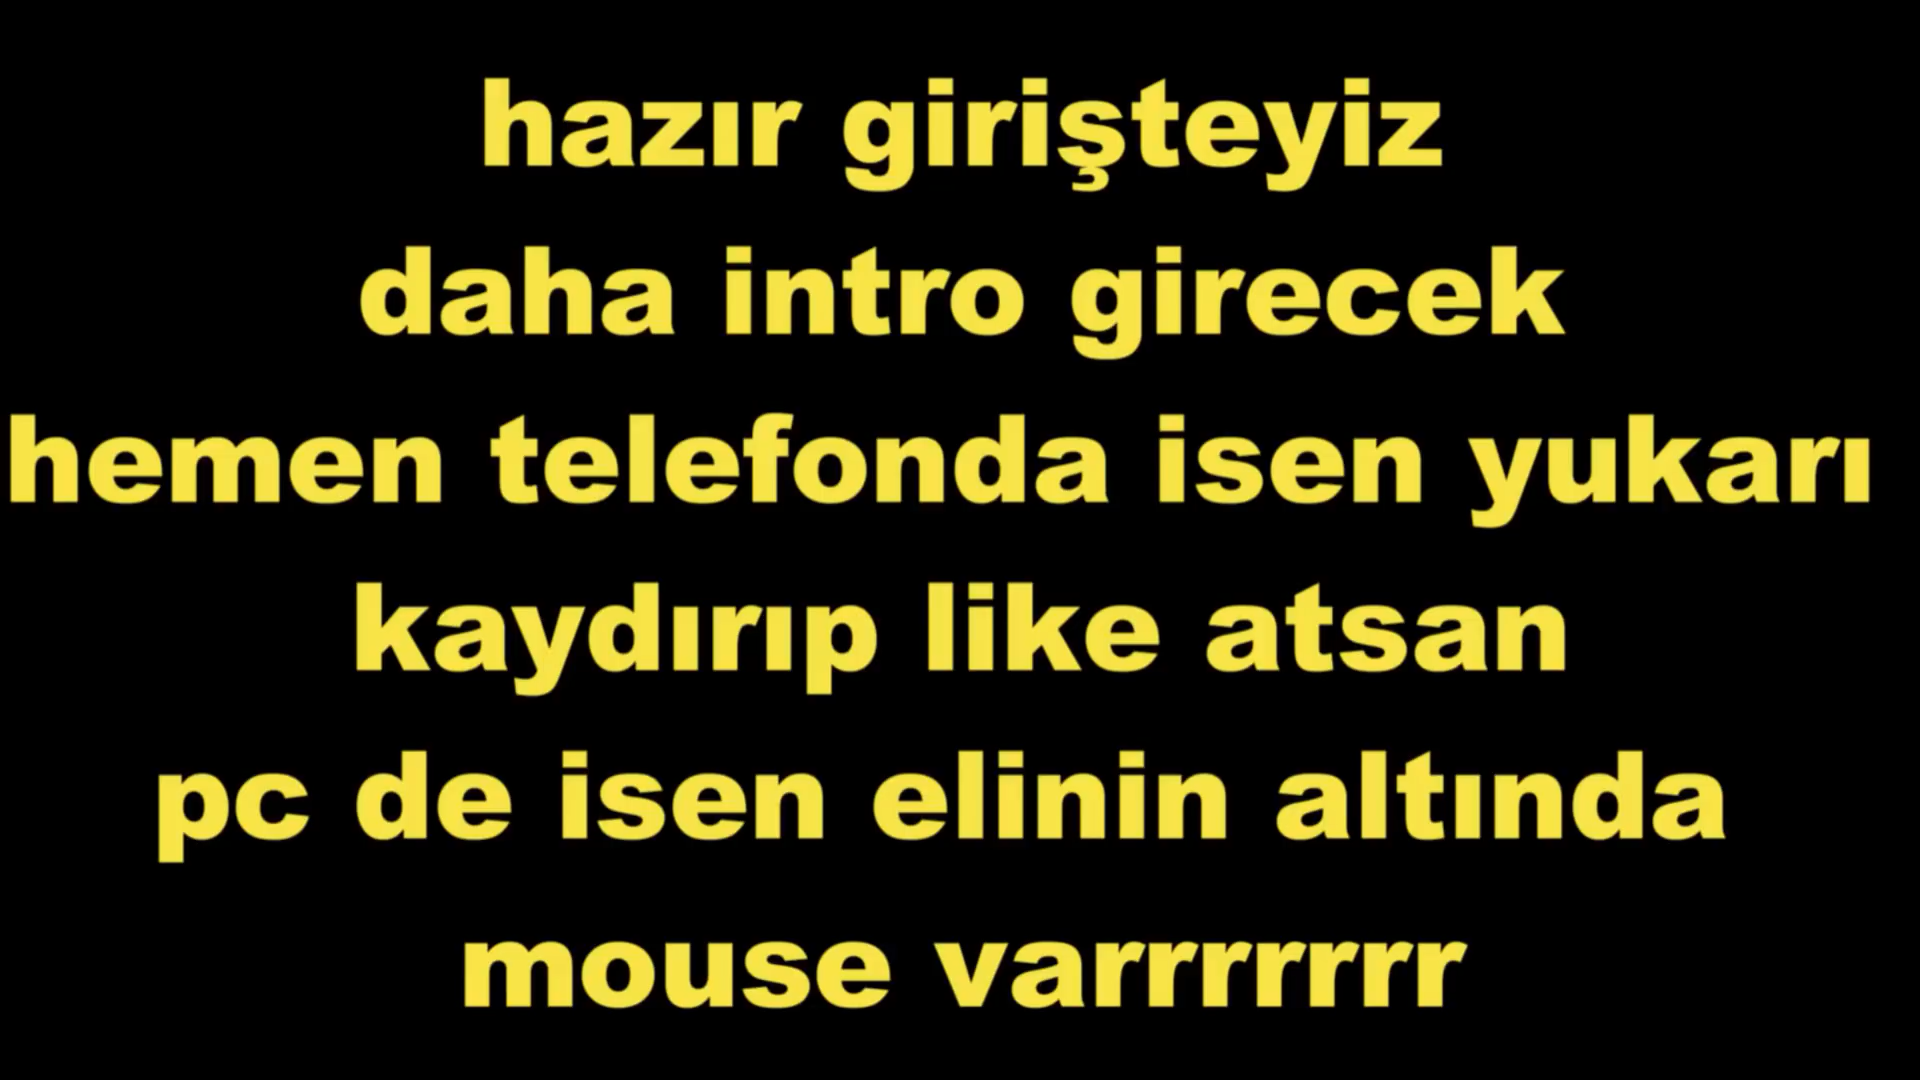 hazır girişteyiz
daha intro girecek
hemen telefonda isen yukarı
kaydırıp like atsan
pc de isen elinin altında
mouse varrrrrrr